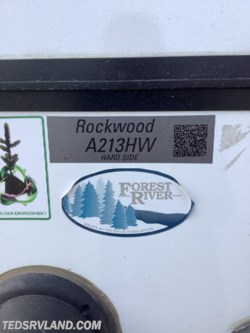 Rockwood
A213HW
HARD SIDE
FOREST
RIVER
TEDSRVLAND.COM